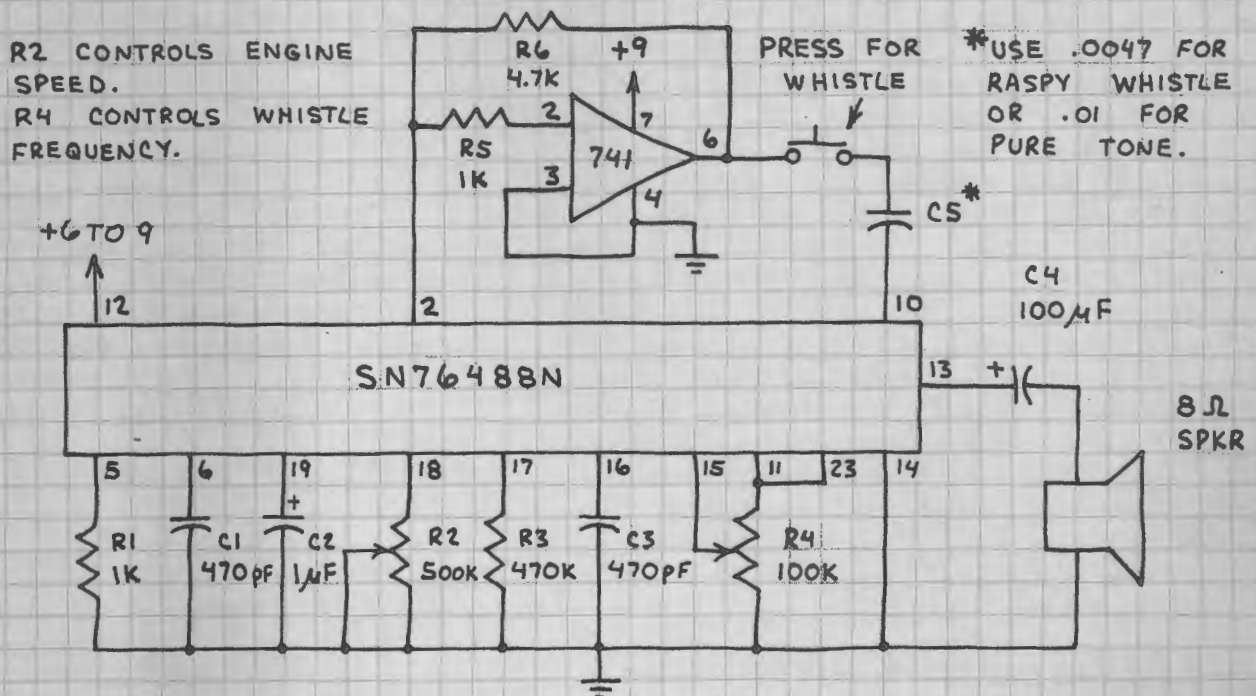 R2 CONTROLS ENGINE
SPEED.
R4 CONTROLS WHISTLE
FREQUENCY.
R6
4.7K
+9
PRESS FOR
WHISTLE
*USE .0047 FOR
RASPY WHISTLE
OR .01 FOR
PURE TONE.
R5
1K
2
3
741
7
6
4
C5*
+6 TO 9
12
2
10
C4
100µF
SN76488N
13
+
8Ω
SPKR
5
6
19
18
17
16
15
11
23
14
R1
1K
C1
470pF
+
C2
1µF
R2
500K
R3
470K
C3
470pF
R4
100K